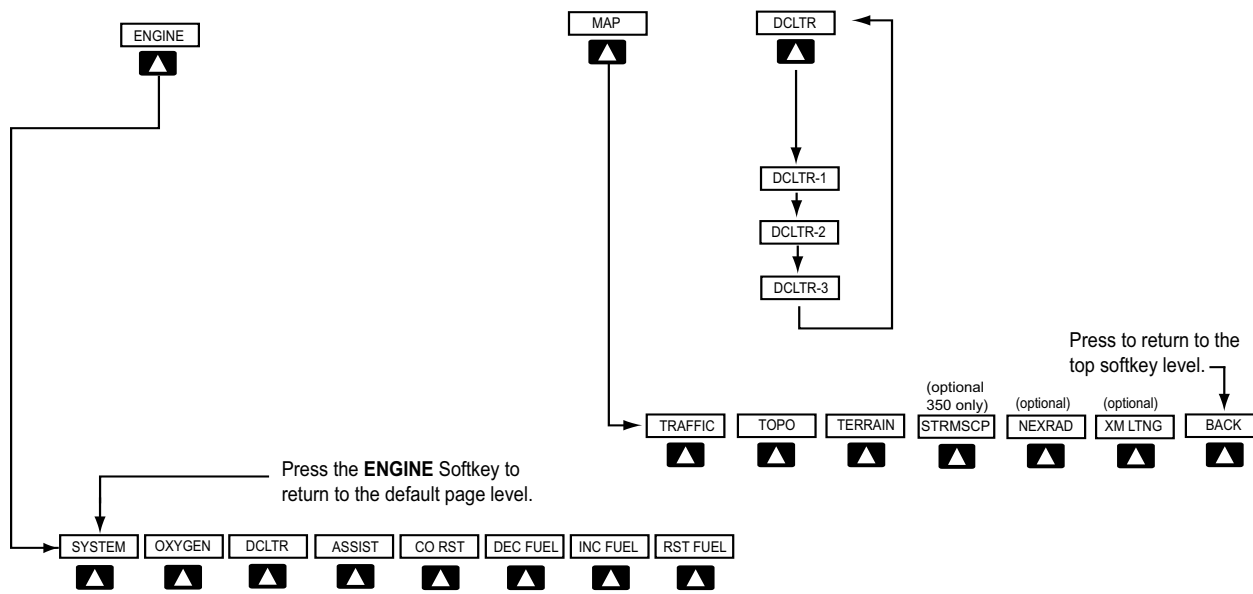 ENGINE
MAP
DCLTR
DCLTR-1
DCLTR-2
DCLTR-3
Press to return to the
top softkey level.
(optional
350 only)
(optional)
(optional)
TRAFFIC
TOPO
TERRAIN
STRMSCP
NEXRAD
XM LTNG
BACK
Press the ENGINE Softkey to
return to the default page level.
SYSTEM
OXYGEN
DCLTR
ASSIST
CO RST
DEC FUEL
INC FUEL
RST FUEL